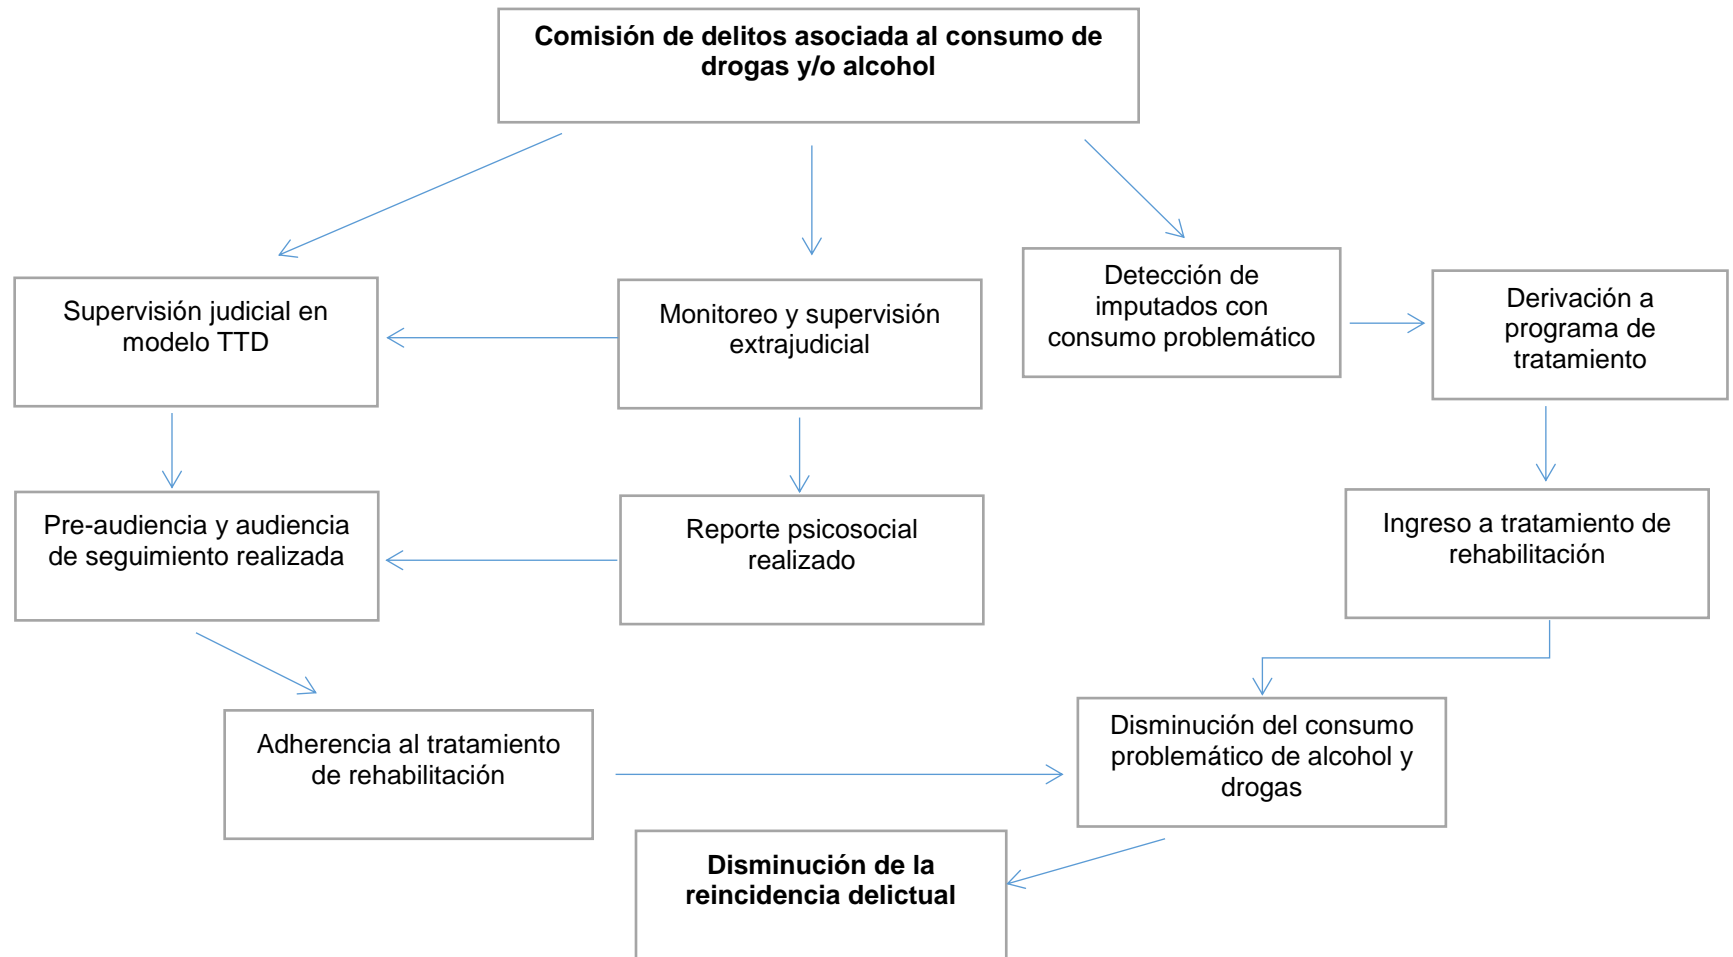 Comisión de delitos asociada al consumo de
drogas y/o alcohol
Supervisión judicial en
modelo TTD
Monitoreo y supervisión
extrajudicial
Detección de
imputados con
consumo problemático
Derivación a
programa de
tratamiento
Pre-audiencia y audiencia
de seguimiento realizada
Reporte psicosocial
realizado
Ingreso a tratamiento de
rehabilitación
Adherencia al tratamiento
de rehabilitación
Disminución del consumo
problemático de alcohol y
drogas
Disminución de la
reincidencia delictual